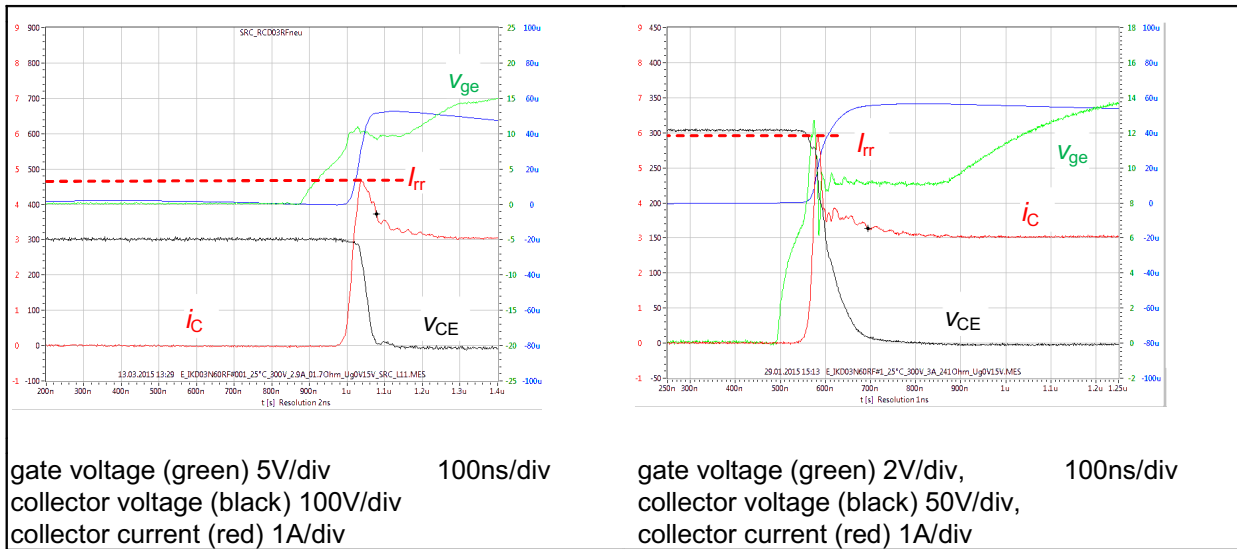 9 900 25 100u
SRC_RCD03RFneu
8 800 20 80u
7 700 15 60u
vge
6 600 10 40u
5 500 5 20u
Irr
4 400 0 0
3 300 -5 -20u
2 200 -10 -40u
iC
vCE
1 100 -15 -60u
0 0 -20 -80u
13.03.2015 13:29 E_IKD03N60RF#001_25°C_300V_2.9A_01.7Ohm_Ug0V15V_SRC_L11.MES
-1 -100 -25 -100u
200n 300n 400n 500n 600n 700n 800n 900n 1.0u 1.1u 1.2u 1.3u 1.4u
t [s] Resolution 2ns
gate voltage (green) 5V/div 100ns/div
collector voltage (black) 100V/div
collector current (red) 1A/div
9 450 18 100u
8 400 16 80u
7 350 14 60u
6 300 12 40u
Irr
vge
5 250 10 20u
4 200 8 0
iC
3 150 6 -20u
2 100 4 -40u
vCE
1 50 2 -60u
0 0 0 -80u
29.01.2015 15:13 E_IKD03N60RF#1_25°C_300V_3A_241Ohm_Ug0V15V.MES
-1 -50 -2 -100u
250n 300n 400n 500n 600n 700n 800n 900n 1.0u 1.1u 1.2u 1.25u
t [s] Resolution 1ns
gate voltage (green) 2V/div, 100ns/div
collector voltage (black) 50V/div,
collector current (red) 1A/div